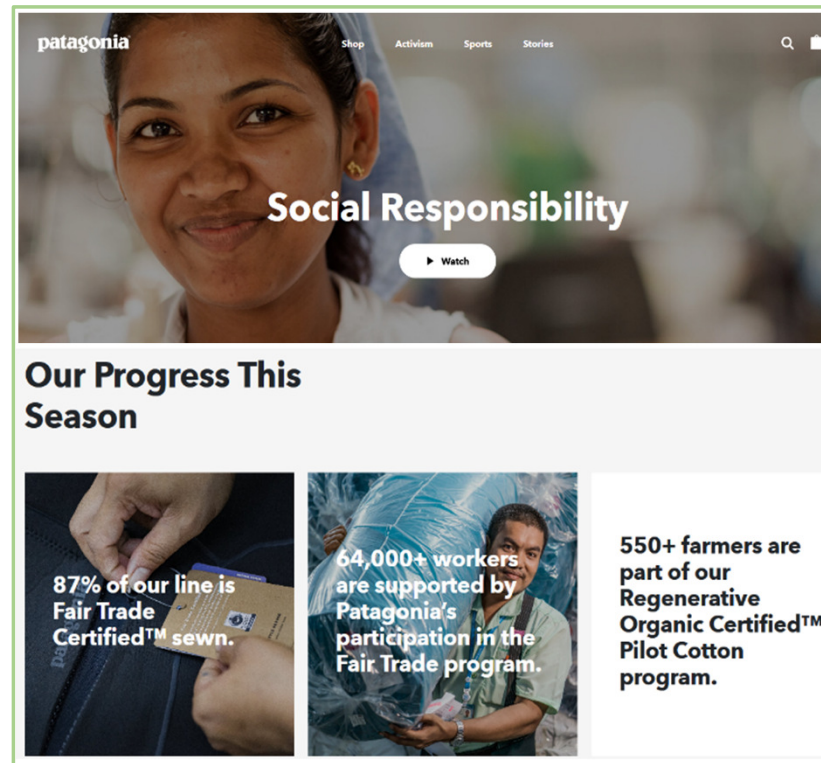 patagonia
Shop Activism Sports Stories
Social Responsibility
Watch
Our Progress This
Season
87% of our line is
Fair Trade
Certified™ sewn.
64,000+ workers
are supported by
Patagonia's
participation in the
Fair Trade program.
550+ farmers are
part of our
Regenerative
Organic Certified™
Pilot Cotton
program.